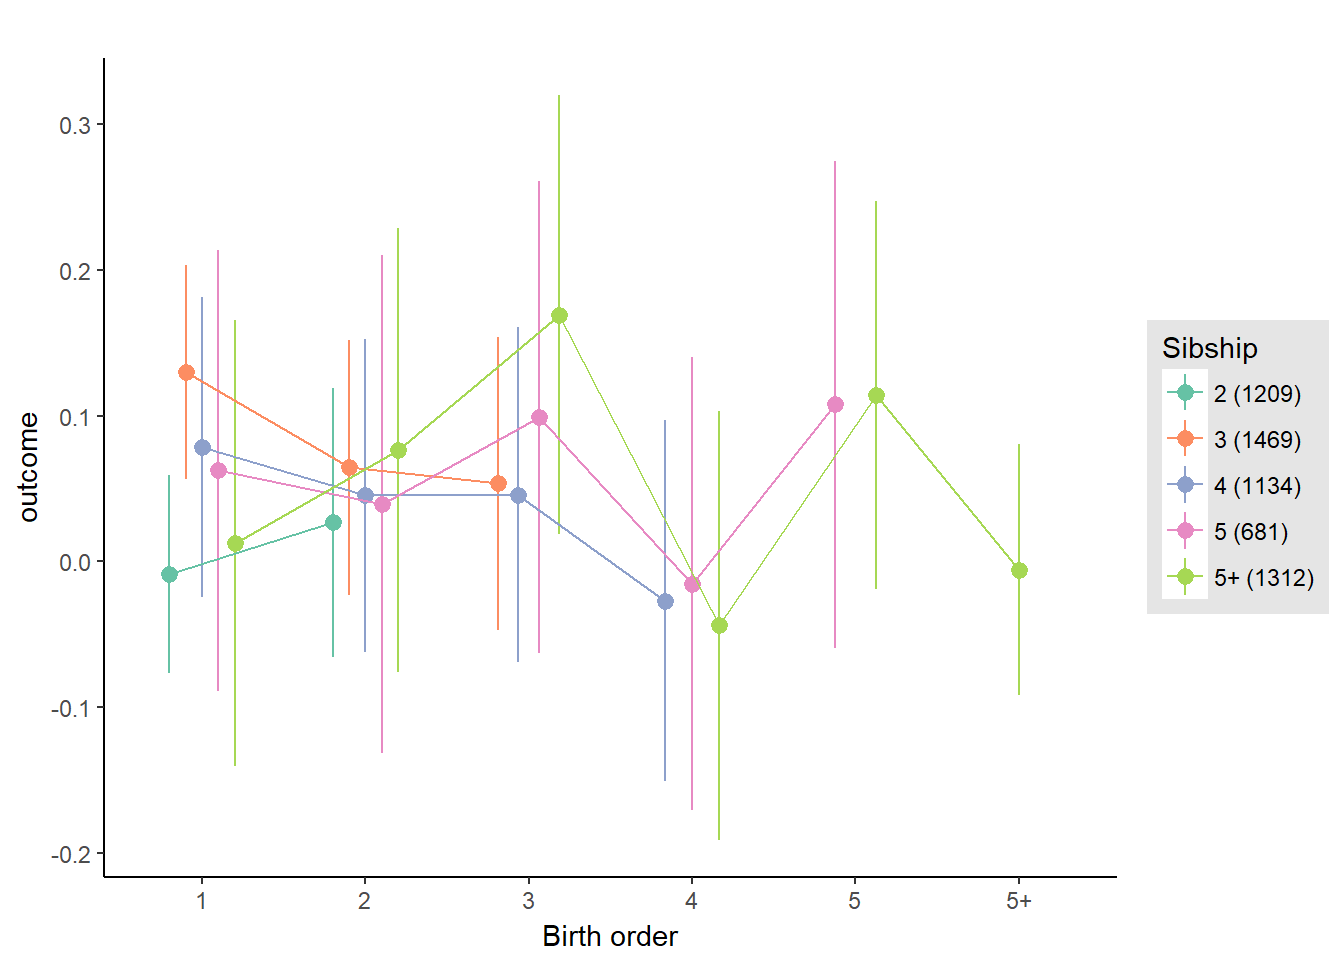 0.3
0.2
0.1
0.0
-0.1
-0.2
outcome
1 2 3 4 5 5+
Birth order
Sibship
2 (1209)
3 (1469)
4 (1134)
5 (681)
5+ (1312)